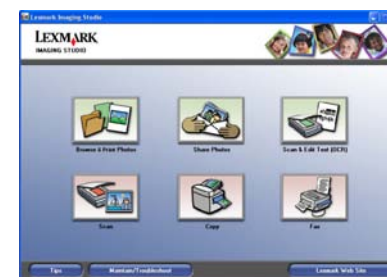 Lexmark Imaging Studio
LEXMARK
IMAGING STUDIO
Browse & Print Photos
Share Photos
Scan & Edit Text (OCR)
Scan
Copy
Fax
Tips
Maintain/Troubleshoot
Lexmark Web Site